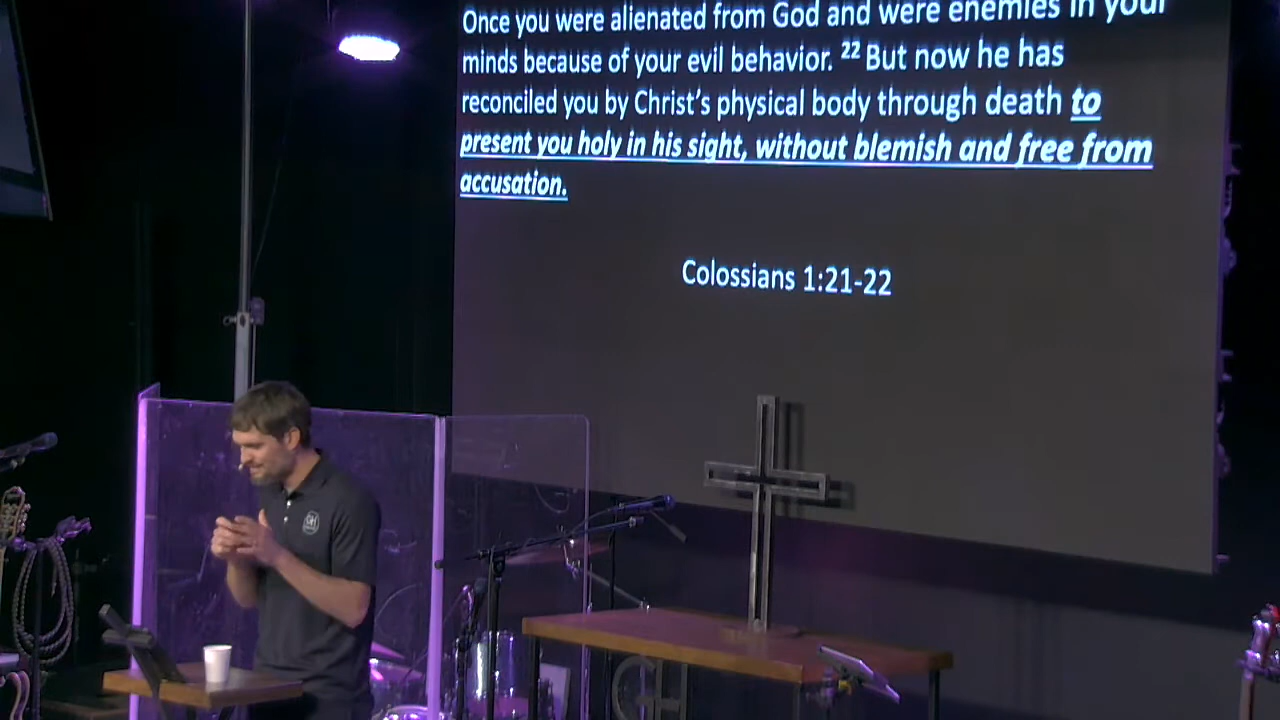 Once you were alienated from God and were enemies in your
minds because of your evil behavior. 22 But now he has
reconciled you by Christ's physical body through death to
present you holy in his sight, without blemish and free from
accusation.
Colossians 1:21-22
GH
GH